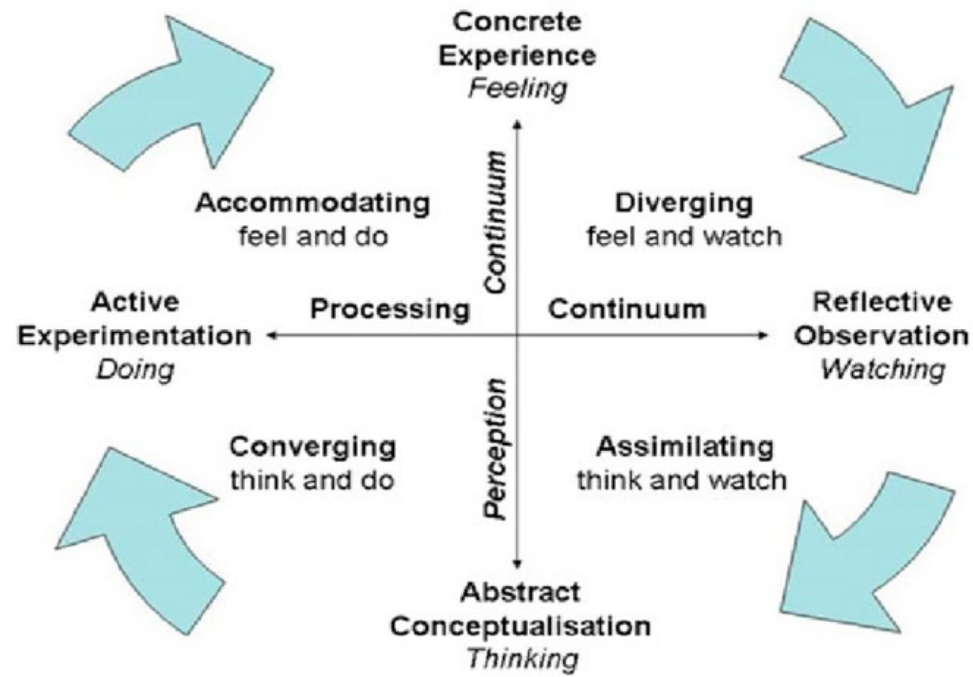 Concrete
Experience
Feeling
Continuum
Accommodating
feel and do
Diverging
feel and watch
Active
Experimentation
Doing
Processing
Continuum
Reflective
Observation
Watching
Converging
think and do
Perception
Assimilating
think and watch
Abstract
Conceptualisation
Thinking